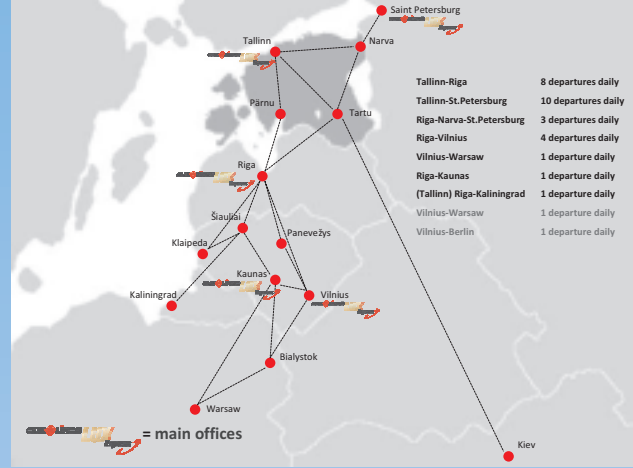 Saint Petersburg
Tallinn
Narva
Pärnu
Tartu
Tallinn-Riga 8 departures daily
Tallinn-St.Petersburg 10 departures daily
Riga-Narva-St.Petersburg 3 departures daily
Riga-Vilnius 4 departures daily
Vilnius-Warsaw 1 departure daily
Riga-Kaunas 1 departure daily
(Tallinn) Riga-Kaliningrad 1 departure daily
Vilnius-Warsaw 1 departure daily
Vilnius-Berlin 1 departure daily
Riga
Šiauliai
Panevežys
Klaipeda
Kaunas
Kaliningrad
Vilnius
Bialystok
Warsaw
= main offices
Kiev